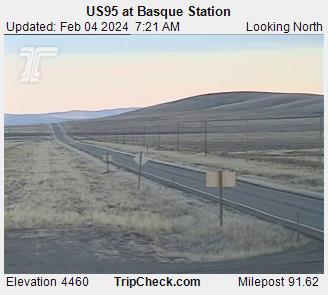 US95 at Basque Station
Updated: Feb 04 2024 7:21 AM Looking North
Elevation 4460 TripCheck.com Milepost 91.62